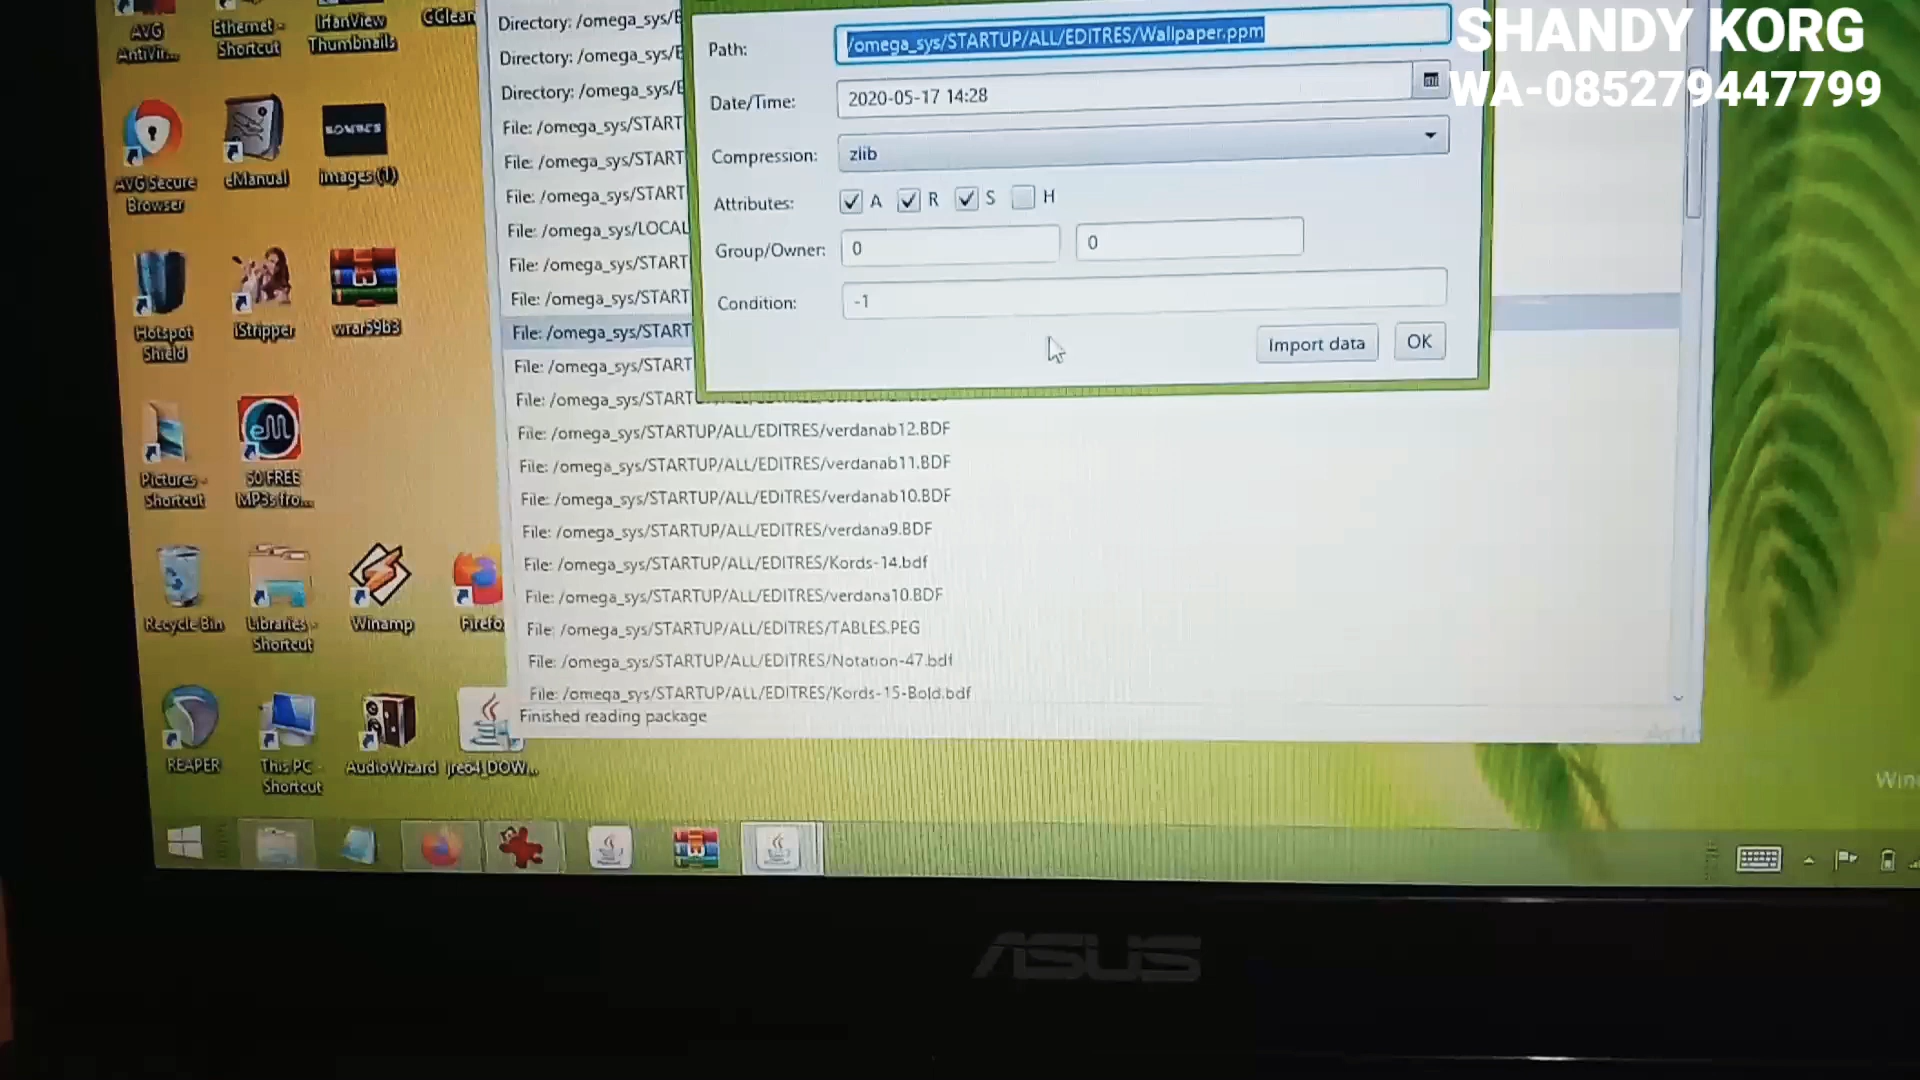 SHANDY KORG
WA-085279447799
AVG
AntiVir...
Ethernet -
Shortcut
IrfanView
Thumbnails
CClean
AVG Secure
Browser
eManual
images (1)
Hotspot
Shield
iStripper
wrar59b3
Pictures -
Shortcut
50 FREE
MP3s fro...
Recycle Bin
Libraries -
Shortcut
Winamp
Firefo
REAPER
This PC -
Shortcut
AudioWizard
Directory: /omega_sys/E
Directory: /omega_sys/E
Directory: /omega_sys/E
File: /omega_sys/START
File: /omega_sys/START
File: /omega_sys/START
File: /omega_sys/LOCAL
File: /omega_sys/START
File: /omega_sys/START
File: /omega_sys/START
File: /omega_sys/START
File: /omega_sys/START
File: /omega_sys/STARTUP/ALL/EDITRES/verdanab12.BDF
File: /omega_sys/STARTUP/ALL/EDITRES/verdanab11.BDF
File: /omega_sys/STARTUP/ALL/EDITRES/verdanab10.BDF
File: /omega_sys/STARTUP/ALL/EDITRES/verdana9.BDF
File: /omega_sys/STARTUP/ALL/EDITRES/Kords-14.bdf
File: /omega_sys/STARTUP/ALL/EDITRES/verdana10.BDF
File: /omega_sys/STARTUP/ALL/EDITRES/TABLES.PEG
File: /omega_sys/STARTUP/ALL/EDITRES/Notation-47.bdf
File: /omega_sys/STARTUP/ALL/EDITRES/Kords-15-Bold.bdf
Finished reading package
Path: /omega_sys/STARTUP/ALL/EDITRES/Wallpaper.ppm
Date/Time: 2020-05-17 14:28
Compression: zlib
Attributes: A R S H
Group/Owner: 0 0
Condition: -1
Import data OK
Win
ASUS